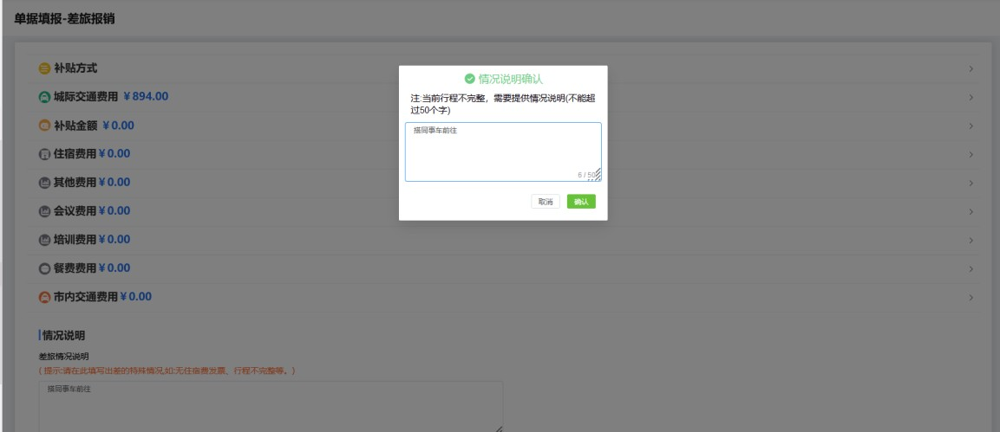 单据填报-差旅报销
补贴方式
城际交通费用 ¥894.00
补贴金额 ¥0.00
住宿费用 ¥0.00
其他费用 ¥0.00
会议费用 ¥0.00
培训费用 ¥0.00
餐费费用 ¥0.00
市内交通费用 ¥0.00
情况说明
差旅情况说明
( 提示:请在此填写出差的特殊情况,如:无住宿费发票、行程不完整等。)
搭同事车前往
情况说明确认
注:当前行程不完整，需要提供情况说明(不能超
过50个字)
搭同事车前往
6 / 50
取消
确认